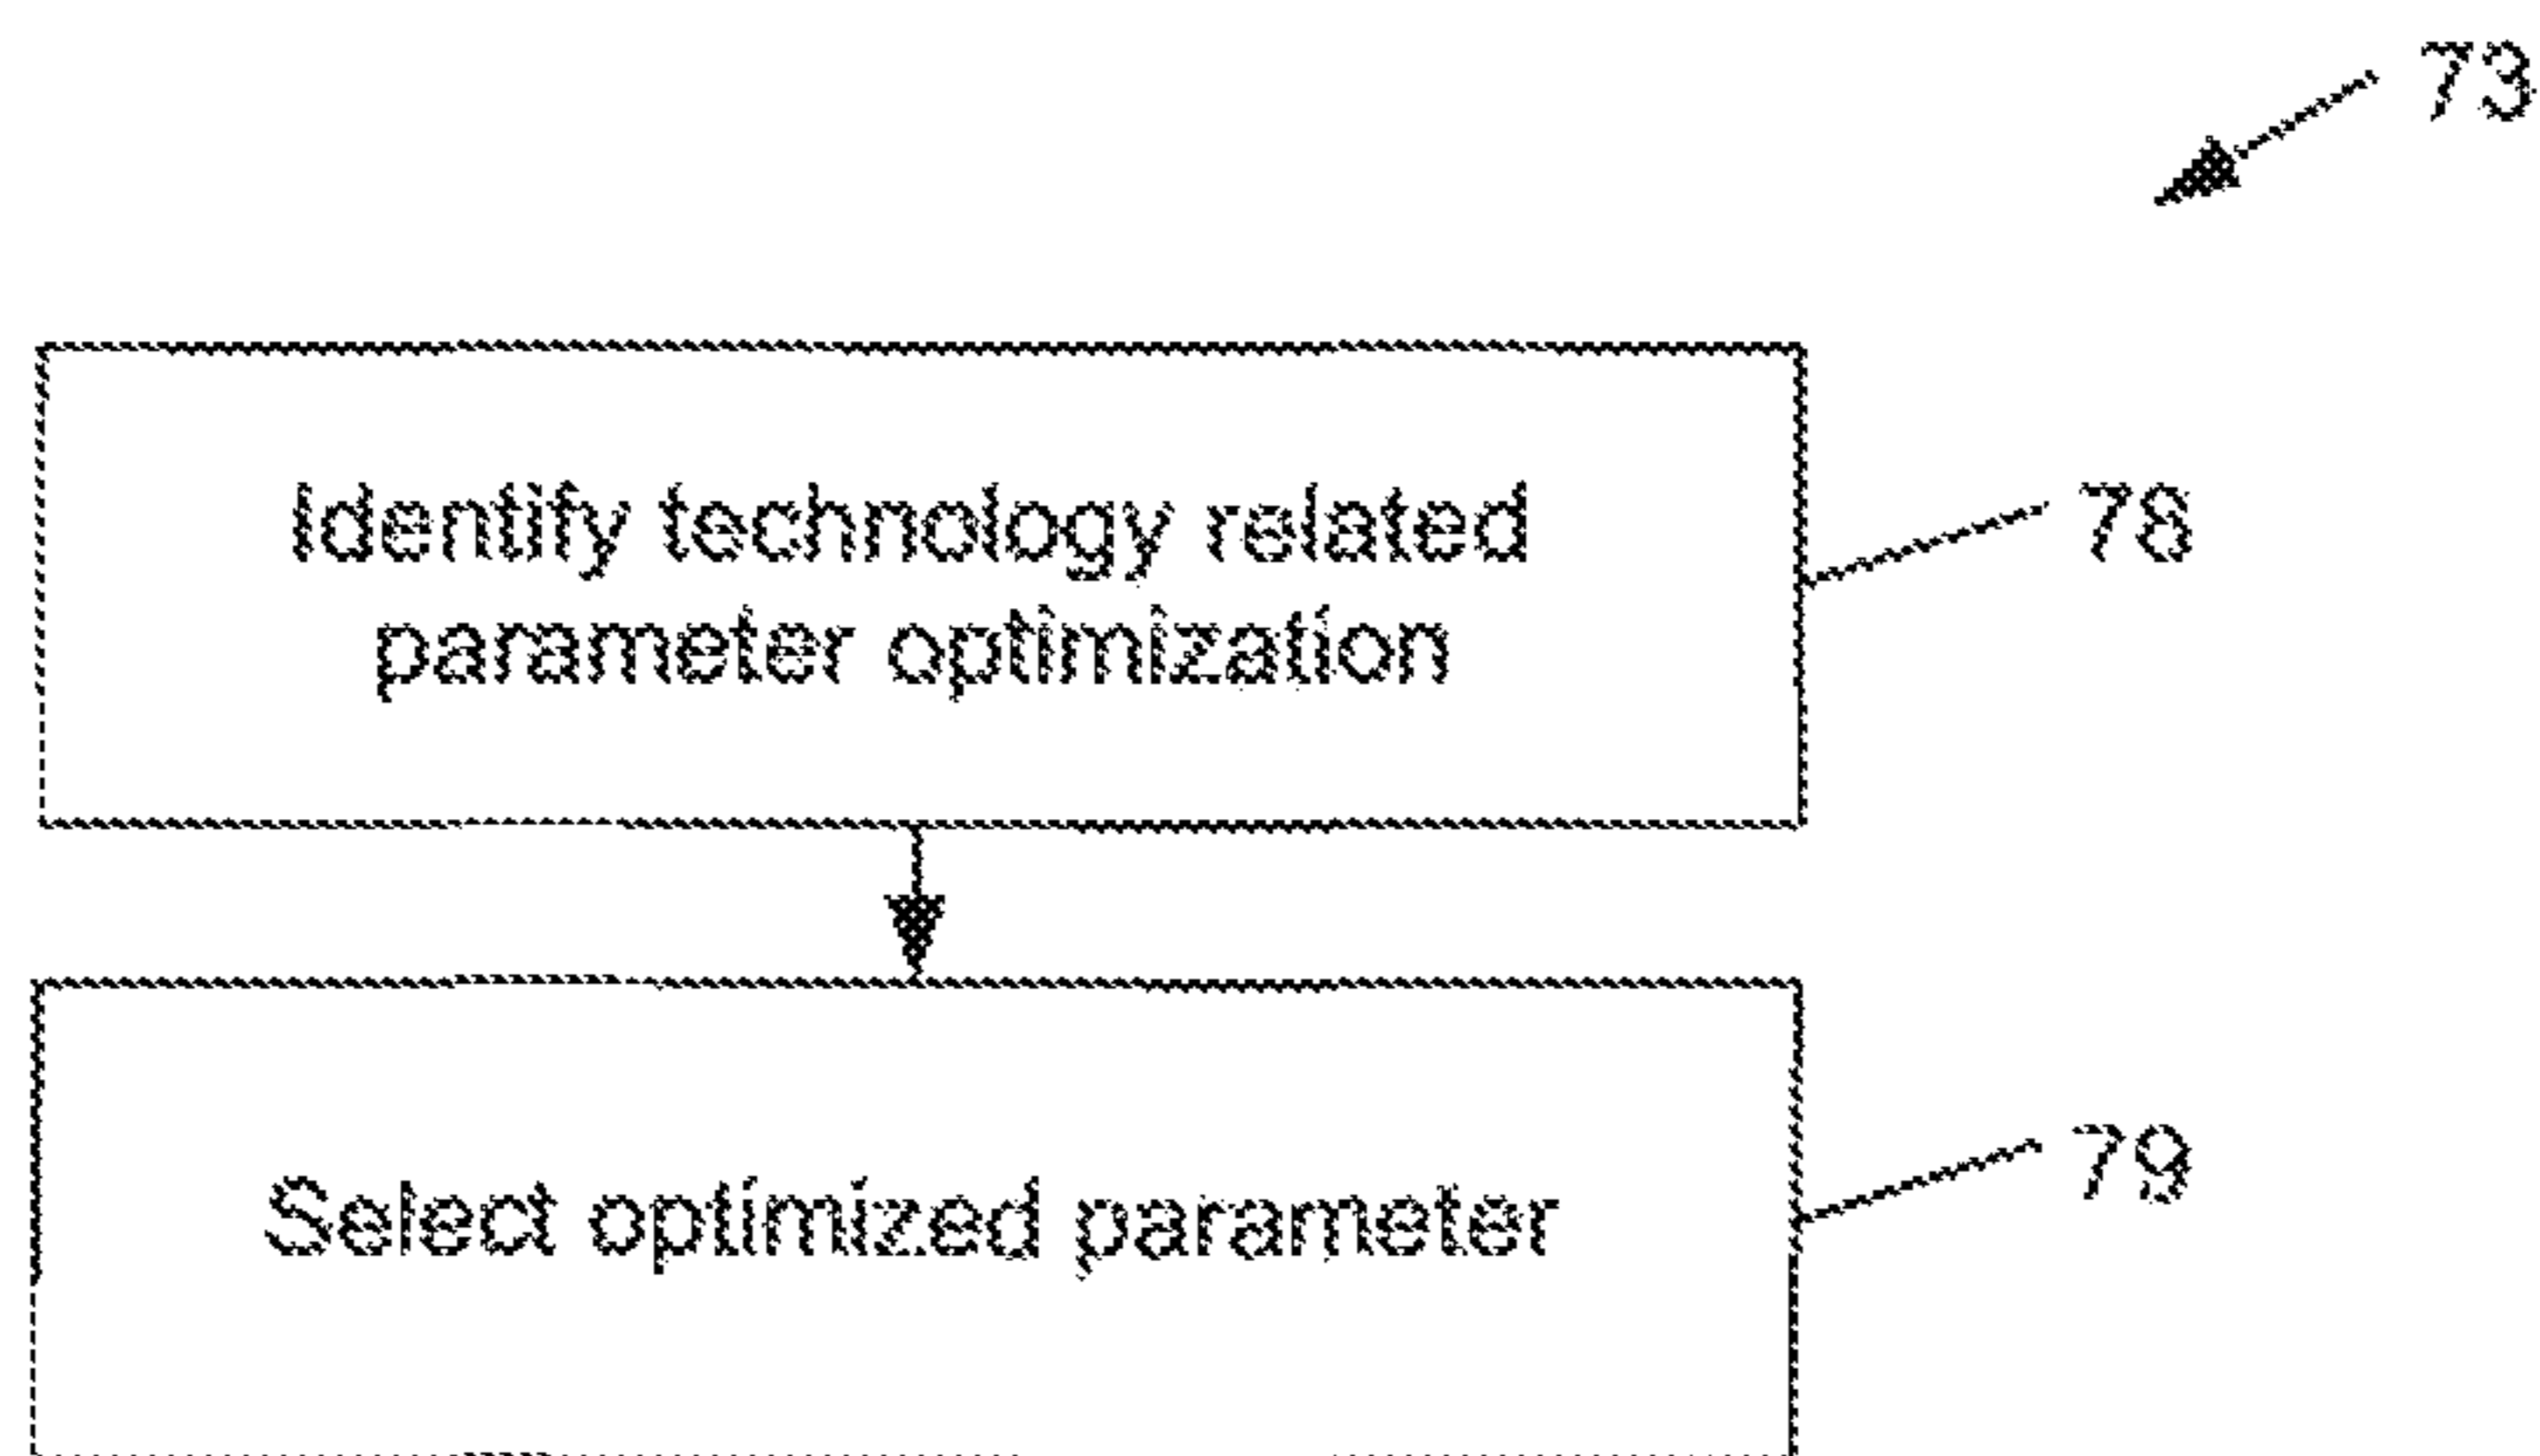 73
Identify technology related
parameter optimization
78
Select optimized parameter
79